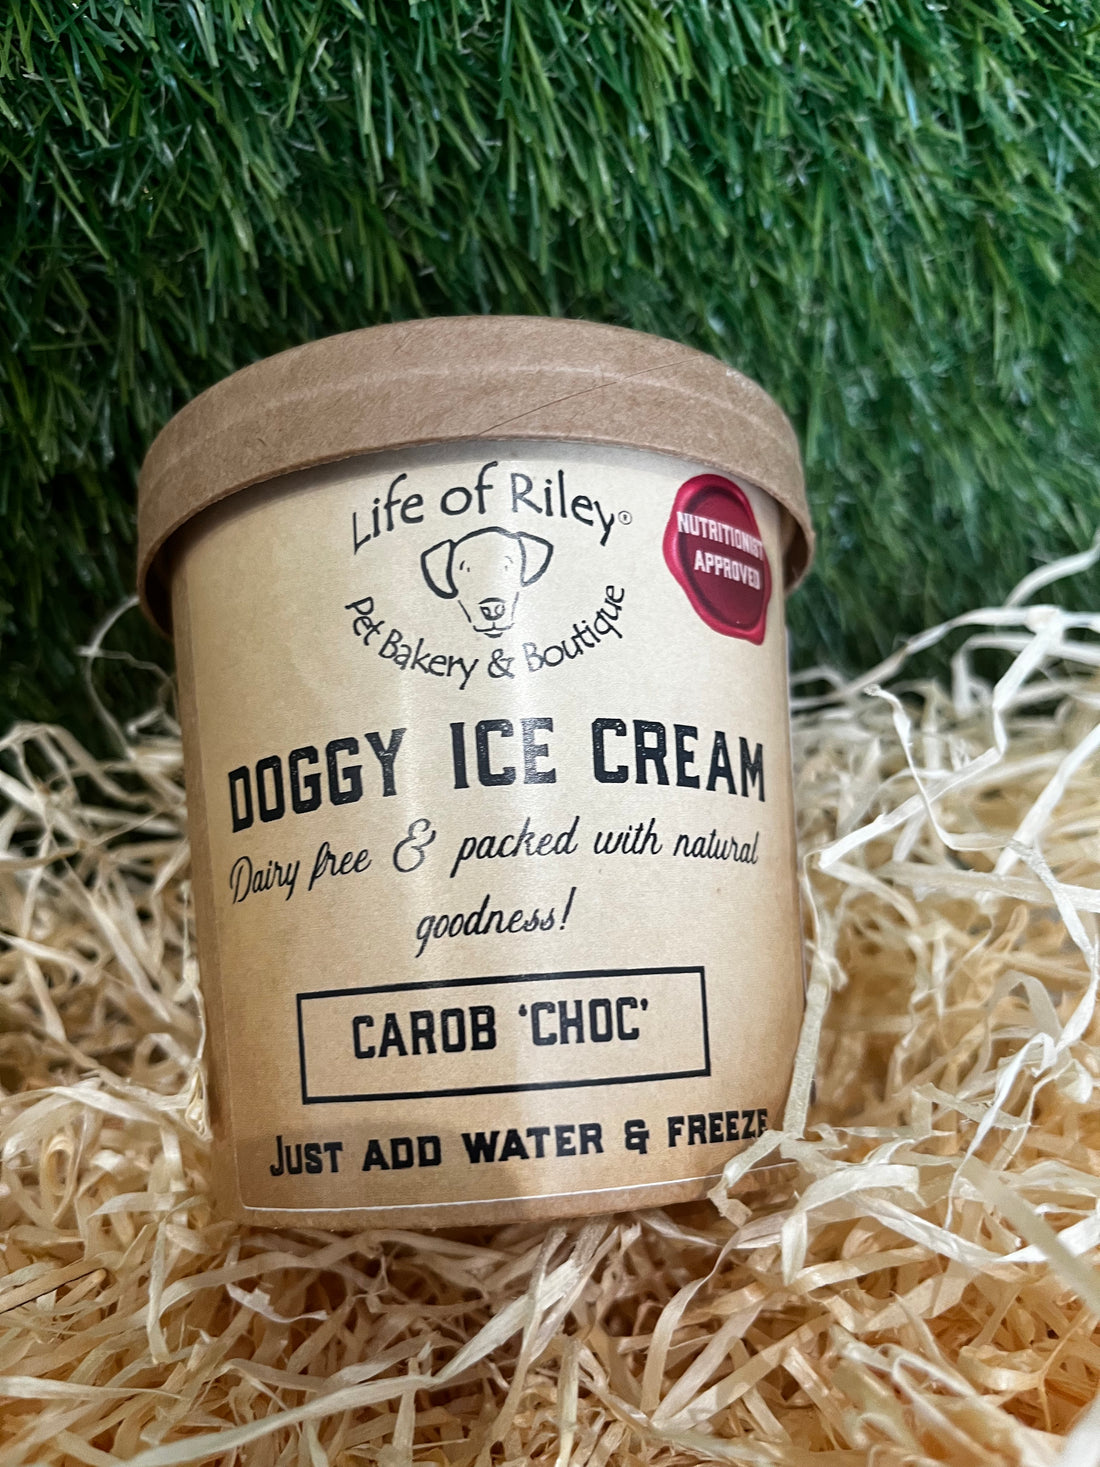 Life of Riley®
Pet Bakery & Boutique
NUTRITIONIST
APPROVED
DOGGY ICE CREAM
Dairy free & packed with natural
goodness!
CAROB 'CHOC'
JUST ADD WATER & FREEZE